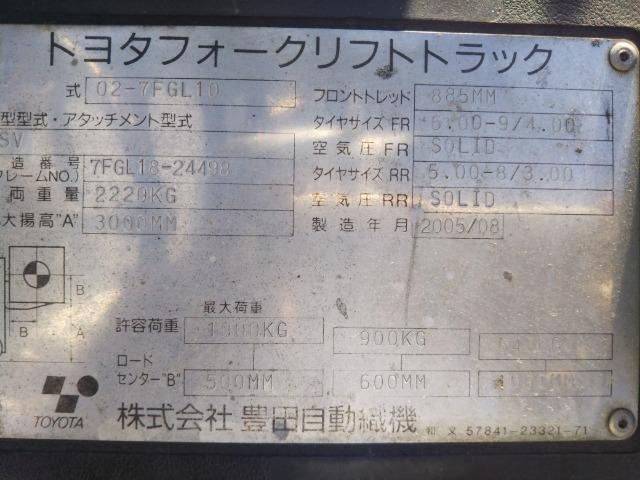 トヨタフォークリフトトラック
式 02-7FGL10 フロントトレッド 885MM
型型式・アタッチメント型式 タイヤサイズ FR 6.00-9/4.00
SV 空気圧 FR SOLID
造番号 7FGL18-24498 タイヤサイズ RR 5.00-8/3.00
レームNO.)
両重量 2220KG 空気圧 RR SOLID
大揚高"A" 3000MM 製造年月 2005/08
B
B A
最大荷重
許容荷重 KG 900KG
ロード
センター"B" 500MM 600MM
TOYOTA 株式会社 豊田自動織機 和 文 57841-23321-71